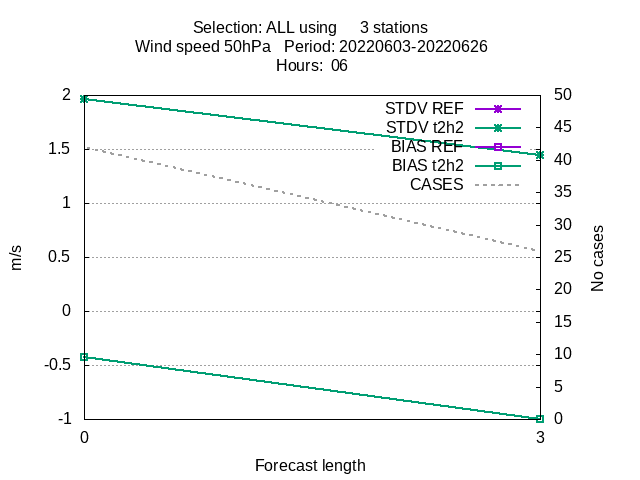 Selection: ALL using     3 stations
Wind speed 50hPa   Period: 20220603-20220626
Hours:  06
STDV REF
STDV t2h2
BIAS REF
BIAS t2h2
CASES
2
1.5
1
0.5
0
-0.5
-1
50
45
40
35
30
25
20
15
10
5
0
m/s
No cases
0
3
Forecast length